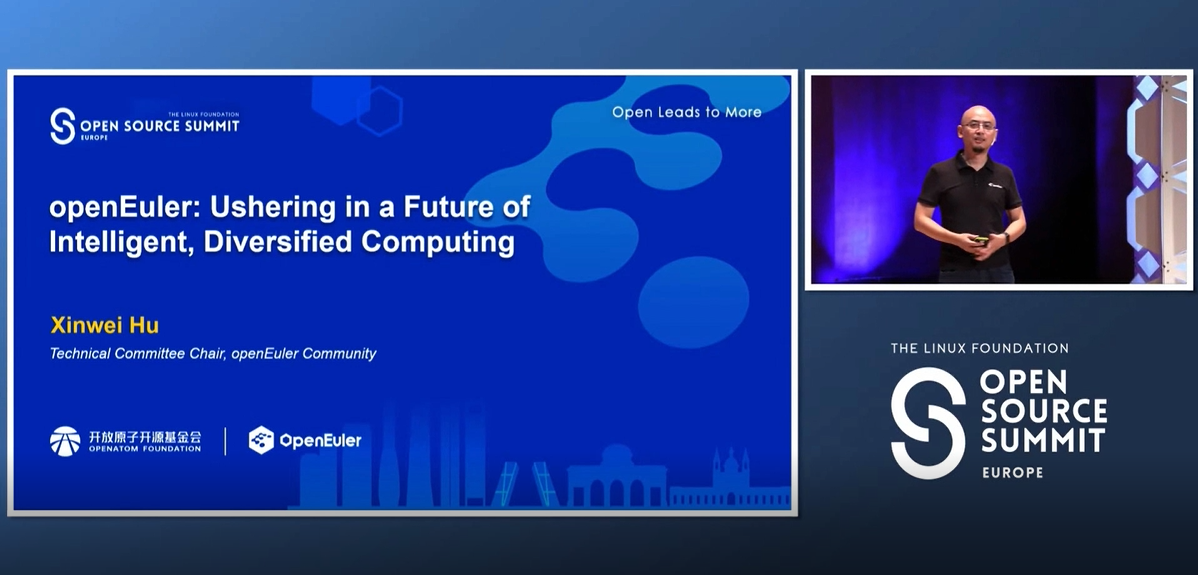 THE LINUX FOUNDATION
OPEN SOURCE SUMMIT
EUROPE
Open Leads to More
openEuler: Ushering in a Future of
Intelligent, Diversified Computing
Xinwei Hu
Technical Committee Chair, openEuler Community
开放原子开源基金会
OPENATOM FOUNDATION
OpenEuler
THE LINUX FOUNDATION
OPEN
SOURCE
SUMMIT
EUROPE